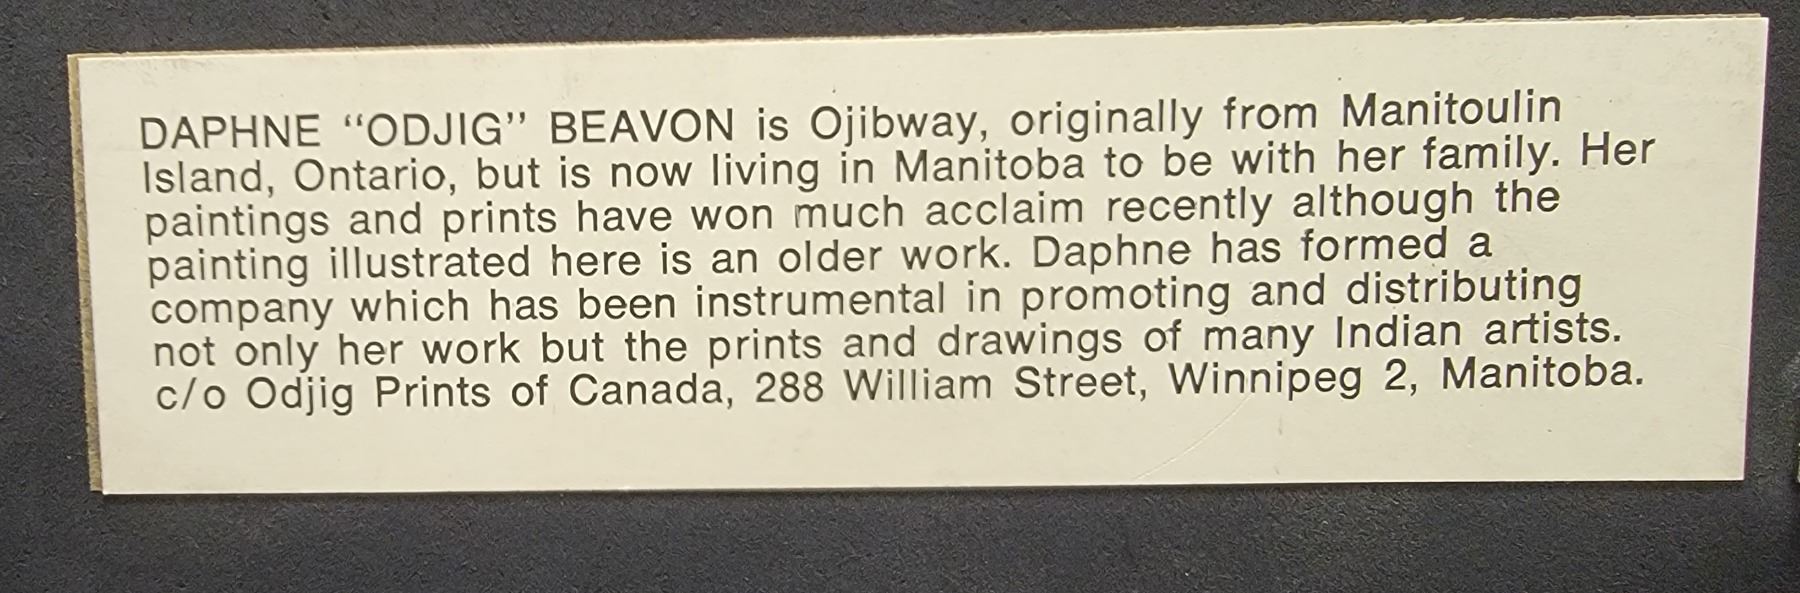 DAPHNE “ODJIG” BEAVON is Ojibway, originally from Manitoulin
Island, Ontario, but is now living in Manitoba to be with her family. Her
paintings and prints have won much acclaim recently although the
painting illustrated here is an older work. Daphne has formed a
company which has been instrumental in promoting and distributing
not only her work but the prints and drawings of many Indian artists.
c/o Odjig Prints of Canada, 288 William Street, Winnipeg 2, Manitoba.